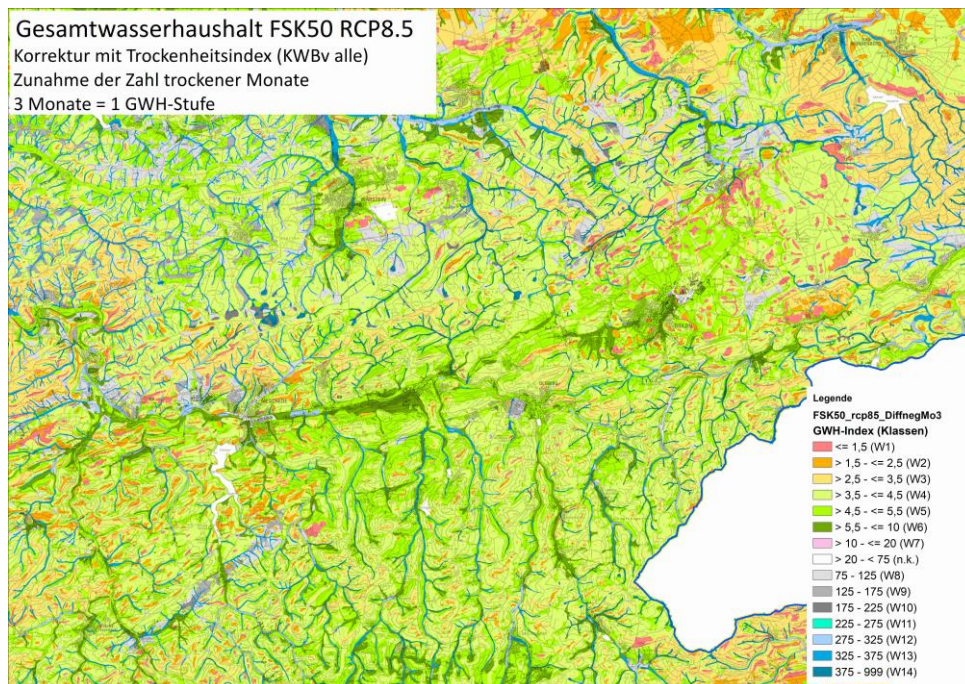 Gesamtwasserhaushalt FSK50 RCP8.5
Korrektur mit Trockenheitsindex (KWBv alle)
Zunahme der Zahl trockener Monate
3 Monate = 1 GWH-Stufe
Legende
FSK50_rcp85_DiffnegMo3
GWH-Index (Klassen)
<= 1,5 (W1)
> 1,5 - <= 2,5 (W2)
> 2,5 - <= 3,5 (W3)
> 3,5 - <= 4,5 (W4)
> 4,5 - <= 5,5 (W5)
> 5,5 - <= 10 (W6)
> 10 - <= 20 (W7)
> 20 - < 75 (n.k.)
75 - 125 (W8)
125 - 175 (W9)
175 - 225 (W10)
225 - 275 (W11)
275 - 325 (W12)
325 - 375 (W13)
375 - 999 (W14)